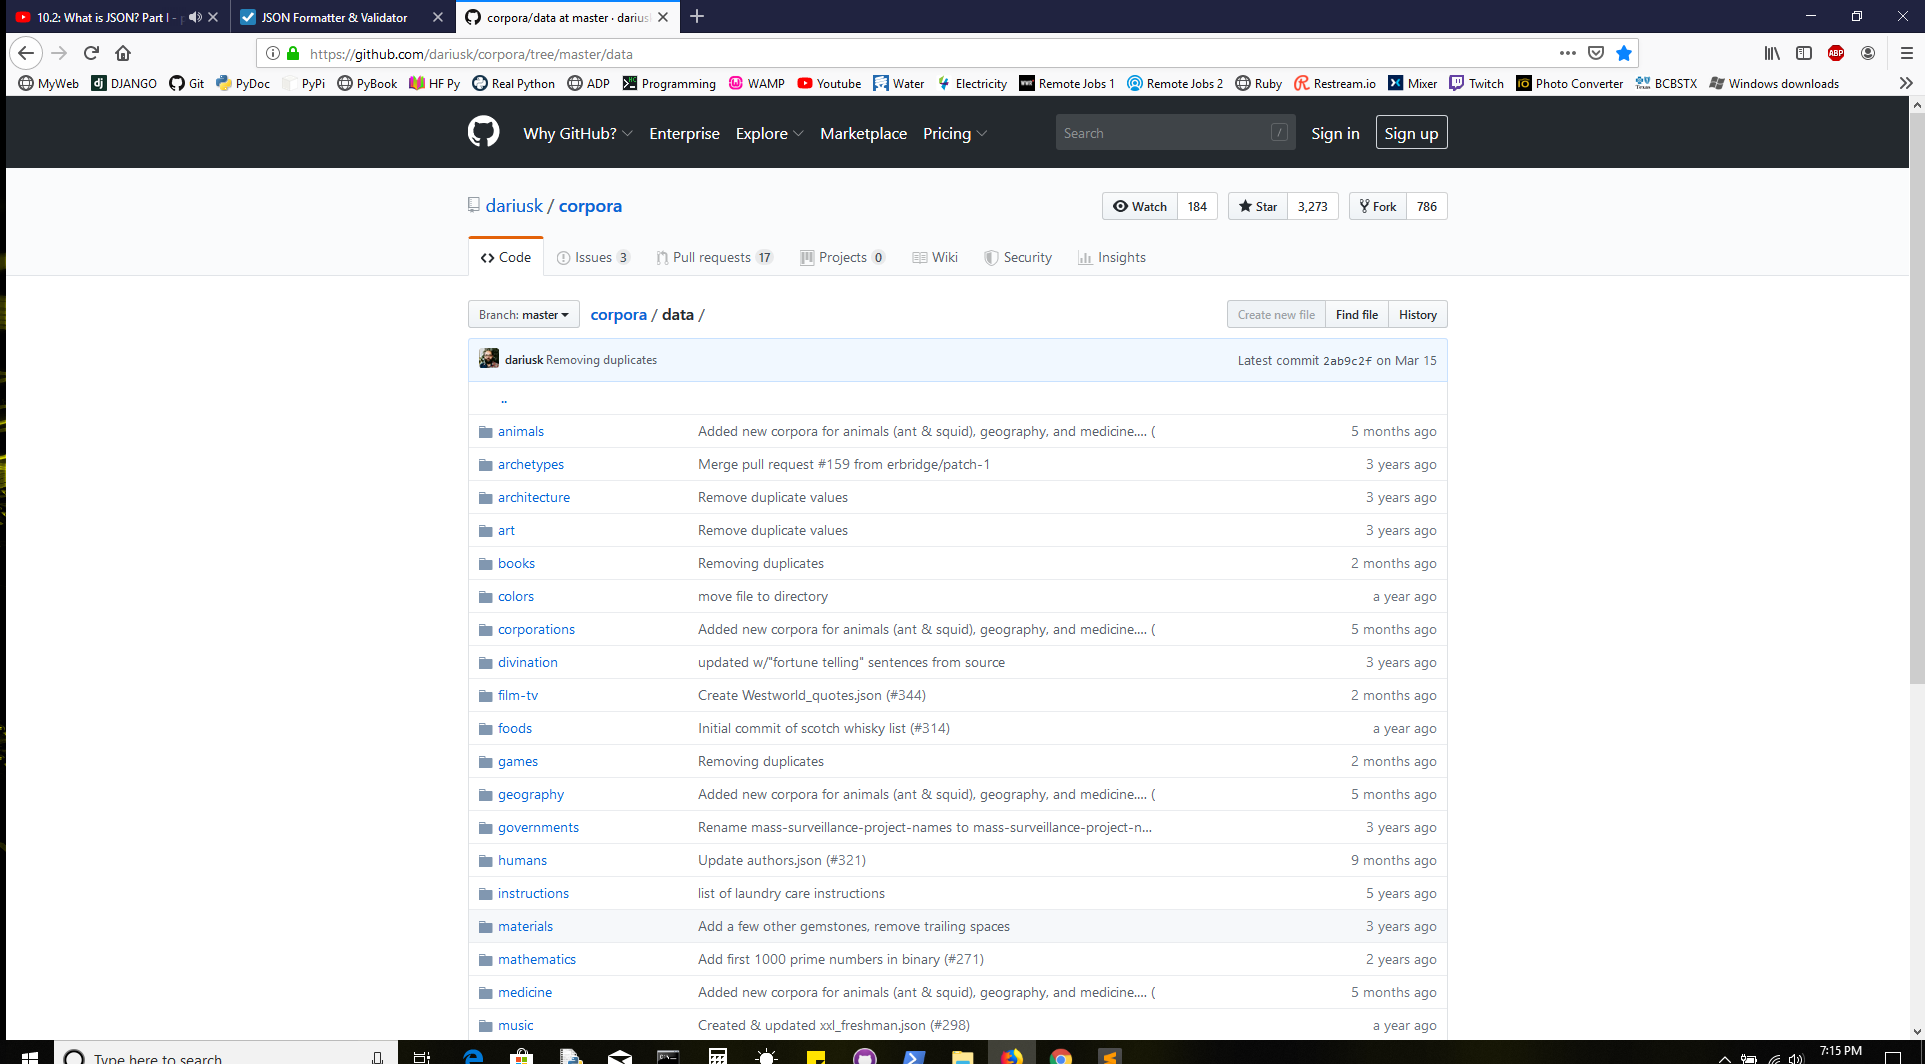 10.2: What is JSON? Part I -
JSON Formatter & Validator
corpora/data at master · dariusk
https://github.com/dariusk/corpora/tree/master/data
ABP
MyWeb dj DJANGO Git PyDoc PyPi PyBook HF Py Real Python ADP Programming WAMP Youtube Water Electricity Remote Jobs 1 Remote Jobs 2 Ruby Restream.io Mixer Twitch IO Photo Converter BCBSTX Windows downloads
Why GitHub? Enterprise Explore Marketplace Pricing Search / Sign in Sign up
dariusk / corpora
Watch 184 Star 3,273 Fork 786
Code Issues 3 Pull requests 17 Projects 0 Wiki Security Insights
Branch: master corpora / data / Create new file Find file History
dariusk Removing duplicates Latest commit 2ab9c2f on Mar 15
..
animals Added new corpora for animals (ant & squid), geography, and medicine.... ( 5 months ago
archetypes Merge pull request #159 from erbridge/patch-1 3 years ago
architecture Remove duplicate values 3 years ago
art Remove duplicate values 3 years ago
books Removing duplicates 2 months ago
colors move file to directory a year ago
corporations Added new corpora for animals (ant & squid), geography, and medicine.... ( 5 months ago
divination updated w/"fortune telling" sentences from source 3 years ago
film-tv Create Westworld_quotes.json (#344) 2 months ago
foods Initial commit of scotch whisky list (#314) a year ago
games Removing duplicates 2 months ago
geography Added new corpora for animals (ant & squid), geography, and medicine.... ( 5 months ago
governments Rename mass-surveillance-project-names to mass-surveillance-project-n... 3 years ago
humans Update authors.json (#321) 9 months ago
instructions list of laundry care instructions 5 years ago
materials Add a few other gemstones, remove trailing spaces 3 years ago
mathematics Add first 1000 prime numbers in binary (#271) 2 years ago
medicine Added new corpora for animals (ant & squid), geography, and medicine.... ( 5 months ago
music Created & updated xxl_freshman.json (#298) a year ago
Type here to search
7:15 PM